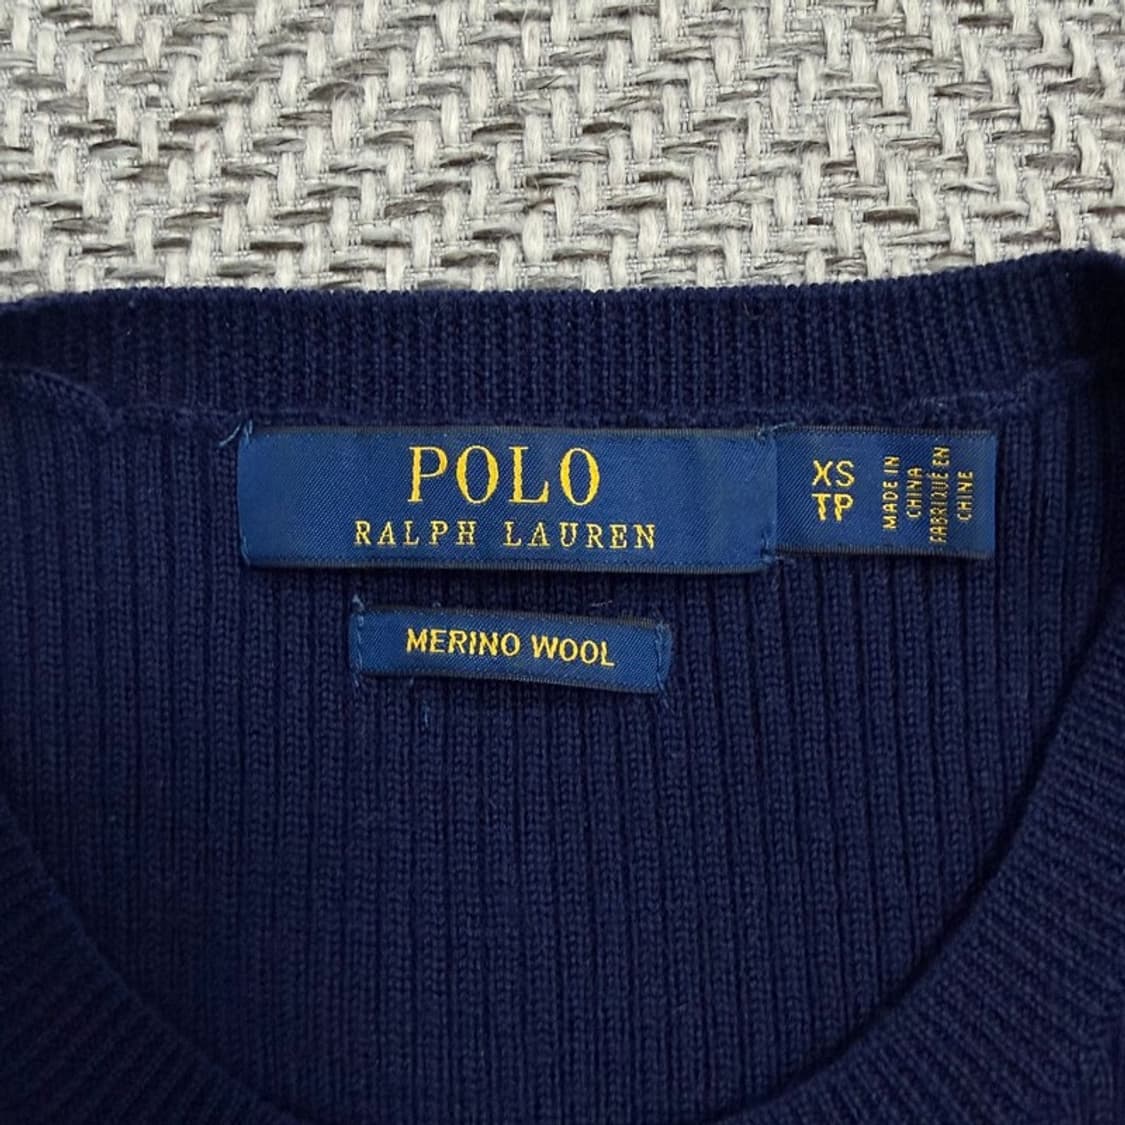 POLO
RALPH LAUREN
XS
TP
MADE IN
CHINA
FABRIQUÉ EN
CHINE
MERINO WOOL